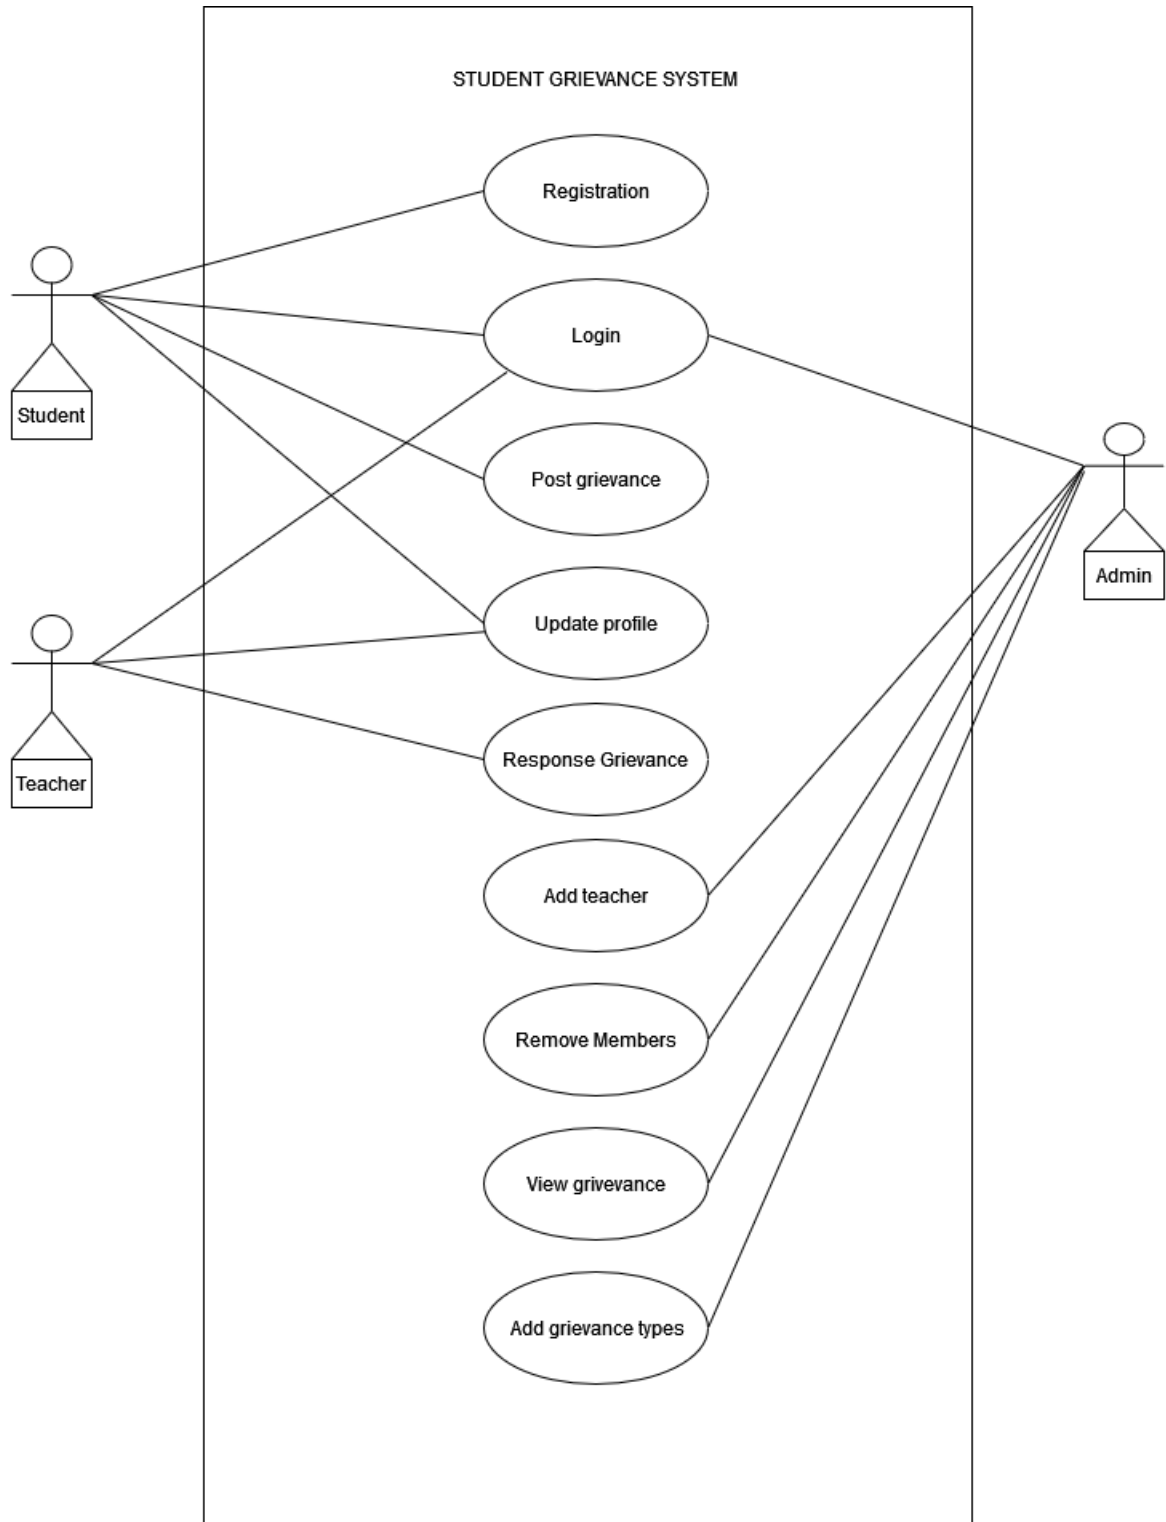 STUDENT GRIEVANCE SYSTEM
Registration
Login
Student
Post grievance
Admin
Update profile
Response Grievance
Teacher
Add teacher
Remove Members
View grivevance
Add grievance types